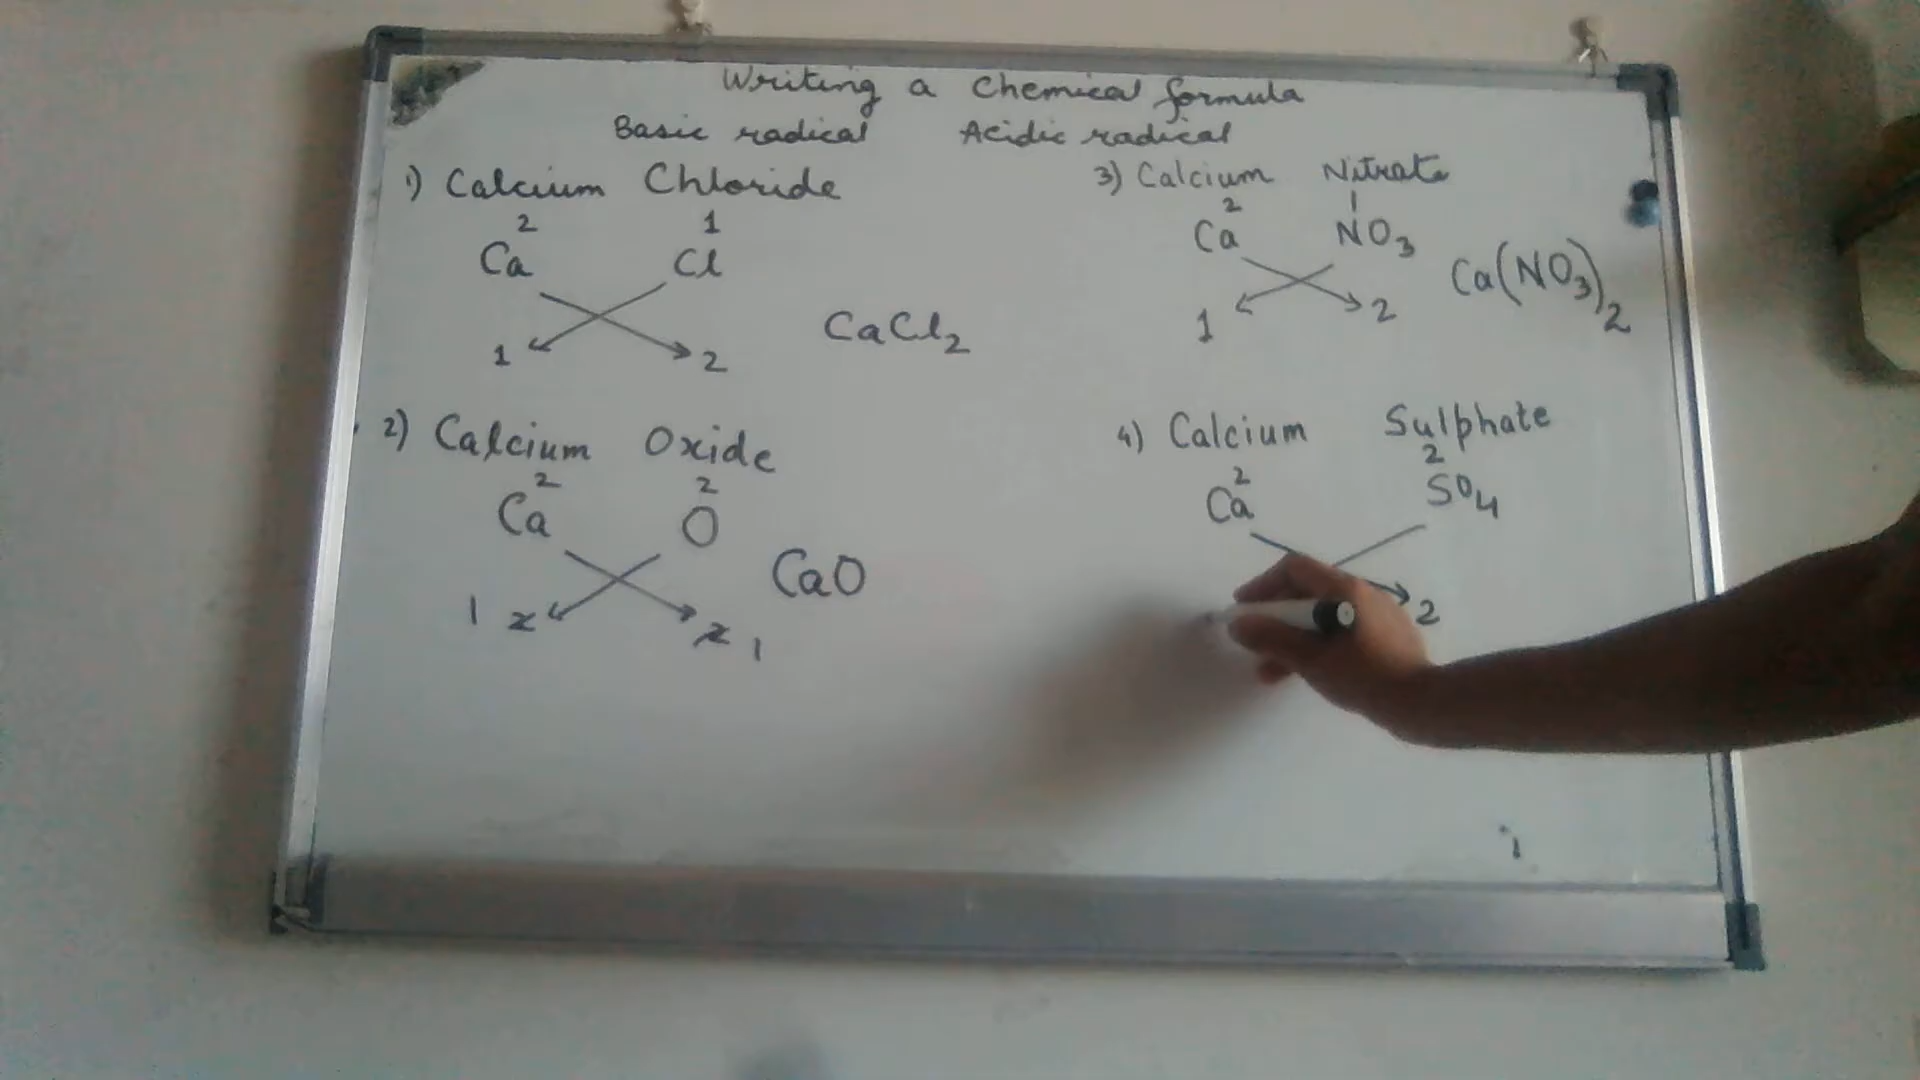 Writing a Chemical formula
Basic radical Acidic radical
1) Calcium Chloride
2 1
Ca Cl
1 2
CaCl₂
2) Calcium Oxide
2 2
Ca O
1 2 2 1
CaO
3) Calcium Nitrate
2 1
Ca NO₃
1 2
Ca(NO₃)₂
4) Calcium Sulphate
2 2
Ca SO₄
2